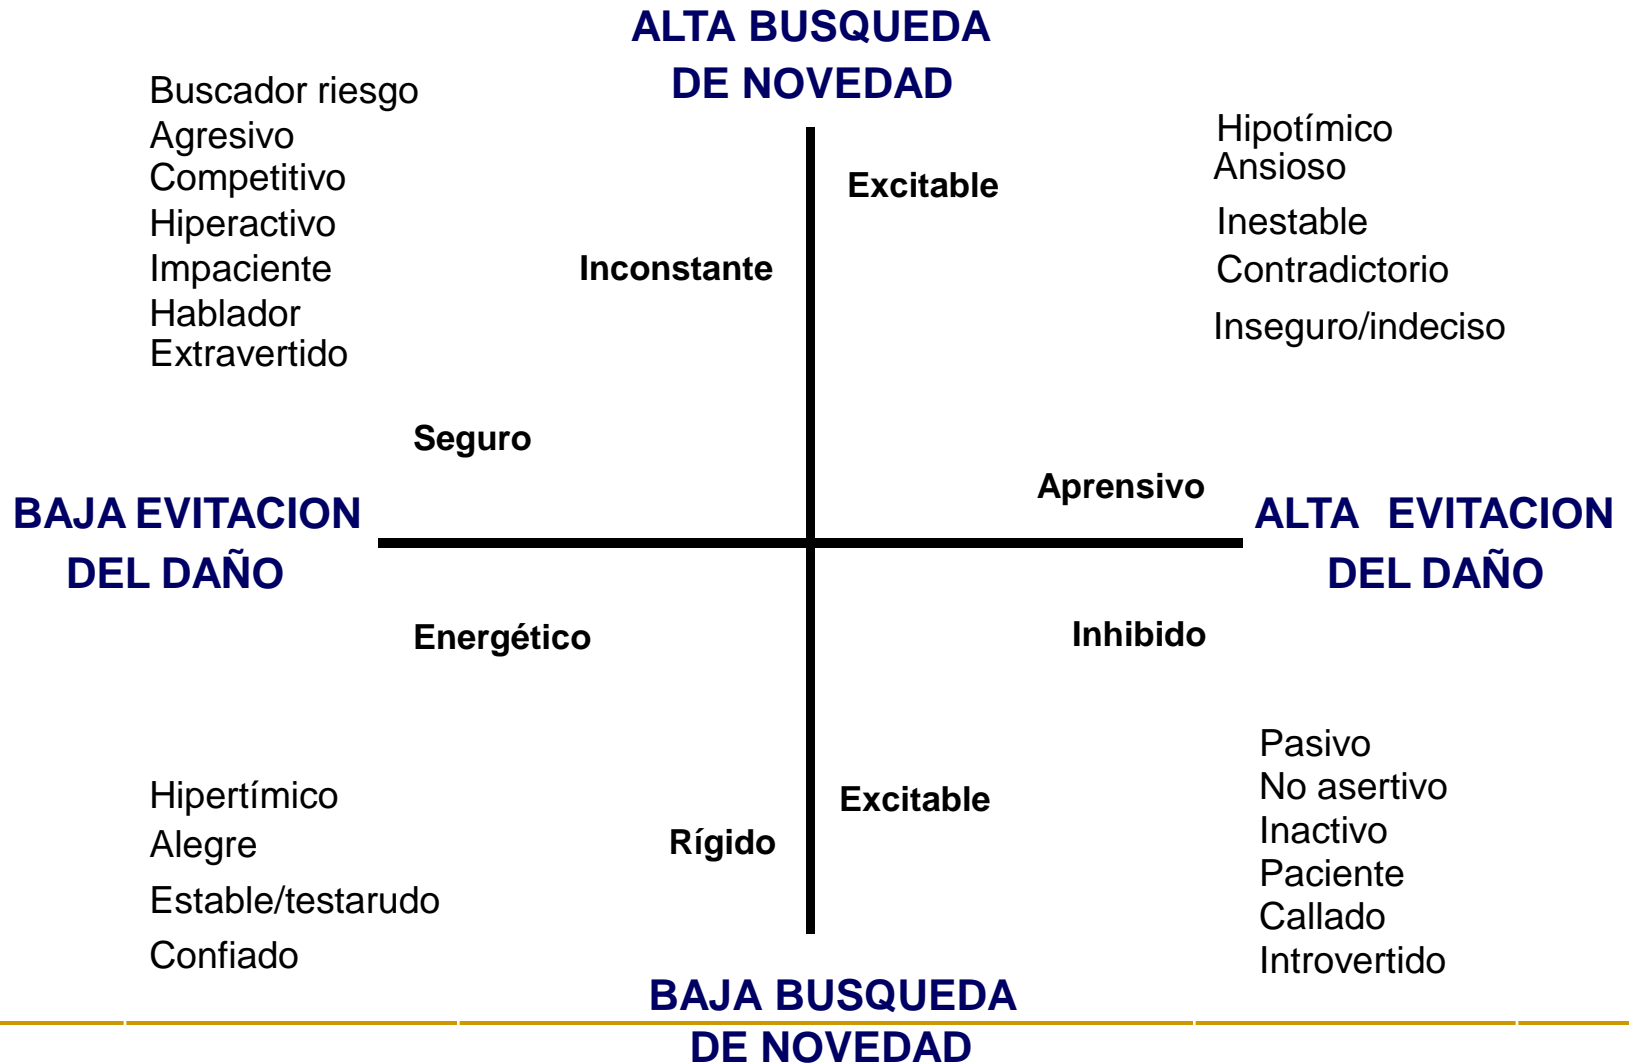 ALTA BUSQUEDA
DE NOVEDAD
Buscador riesgo
Agresivo
Competitivo
Hiperactivo
Impaciente
Hablador
Extravertido
Excitable
Inconstante
Hipotímico
Ansioso
Inestable
Contradictorio
Inseguro/indeciso
Seguro
Aprensivo
BAJA EVITACION
DEL DAÑO
ALTA EVITACION
DEL DAÑO
Energético
Inhibido
Hipertímico
Alegre
Estable/testarudo
Confiado
Excitable
Rígido
Pasivo
No asertivo
Inactivo
Paciente
Callado
Introvertido
BAJA BUSQUEDA
DE NOVEDAD